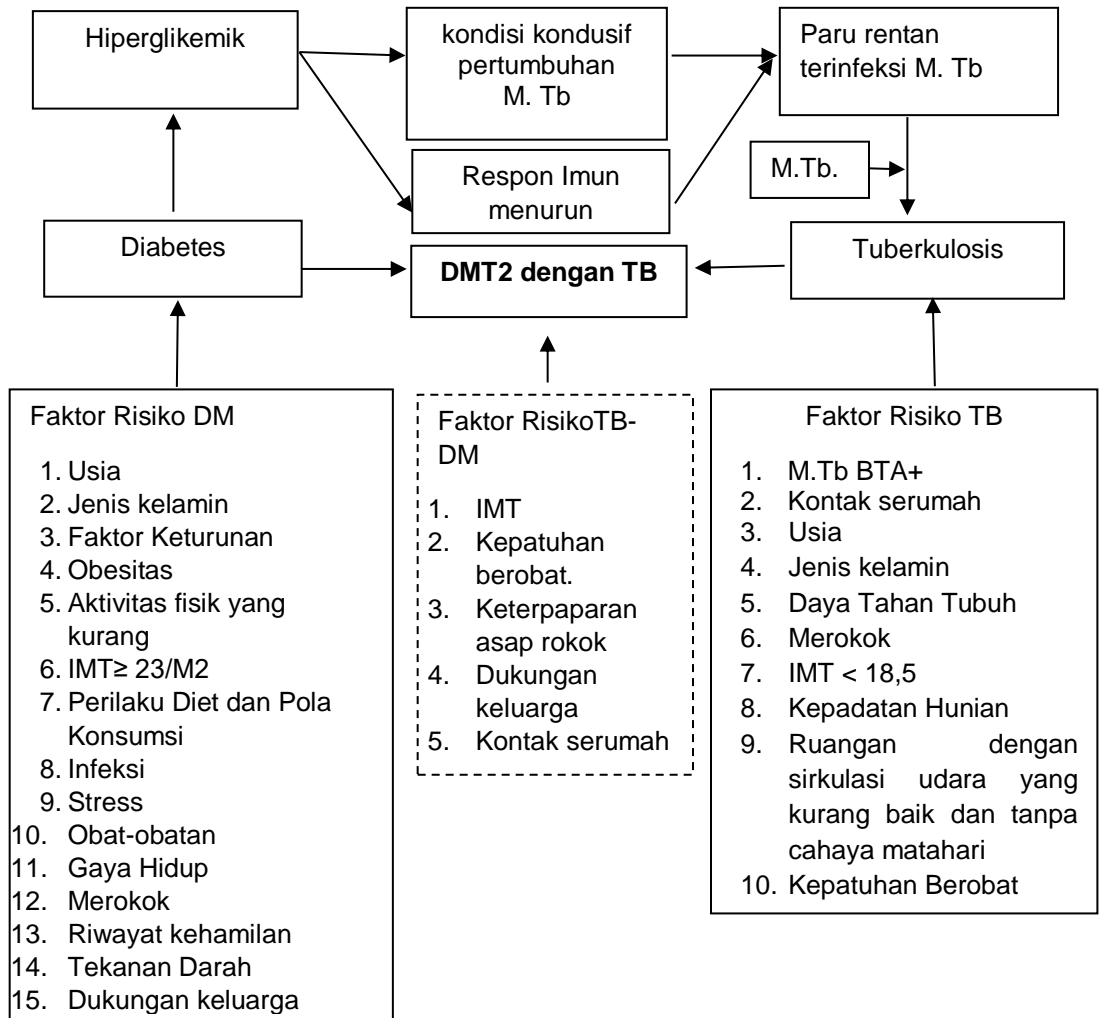 Hiperglikemik
kondisi kondusif
pertumbuhan
M. Tb
Paru rentan
terinfeksi M. Tb
Respon Imun
menurun
M.Tb.
Diabetes
DMT2 dengan TB
Tuberkulosis
Faktor Risiko DM
1. Usia
2. Jenis kelamin
3. Faktor Keturunan
4. Obesitas
5. Aktivitas fisik yang
kurang
6. IMT≥ 23/M2
7. Perilaku Diet dan Pola
Konsumsi
8. Infeksi
9. Stress
10. Obat-obatan
11. Gaya Hidup
12. Merokok
13. Riwayat kehamilan
14. Tekanan Darah
15. Dukungan keluarga
Faktor RisikoTB-
DM
1. IMT
2. Kepatuhan
berobat.
3. Keterpaparan
asap rokok
4. Dukungan
keluarga
5. Kontak serumah
Faktor Risiko TB
1. M.Tb BTA+
2. Kontak serumah
3. Usia
4. Jenis kelamin
5. Daya Tahan Tubuh
6. Merokok
7. IMT < 18,5
8. Kepadatan Hunian
9. Ruangan dengan
sirkulasi udara yang
kurang baik dan tanpa
cahaya matahari
10. Kepatuhan Berobat